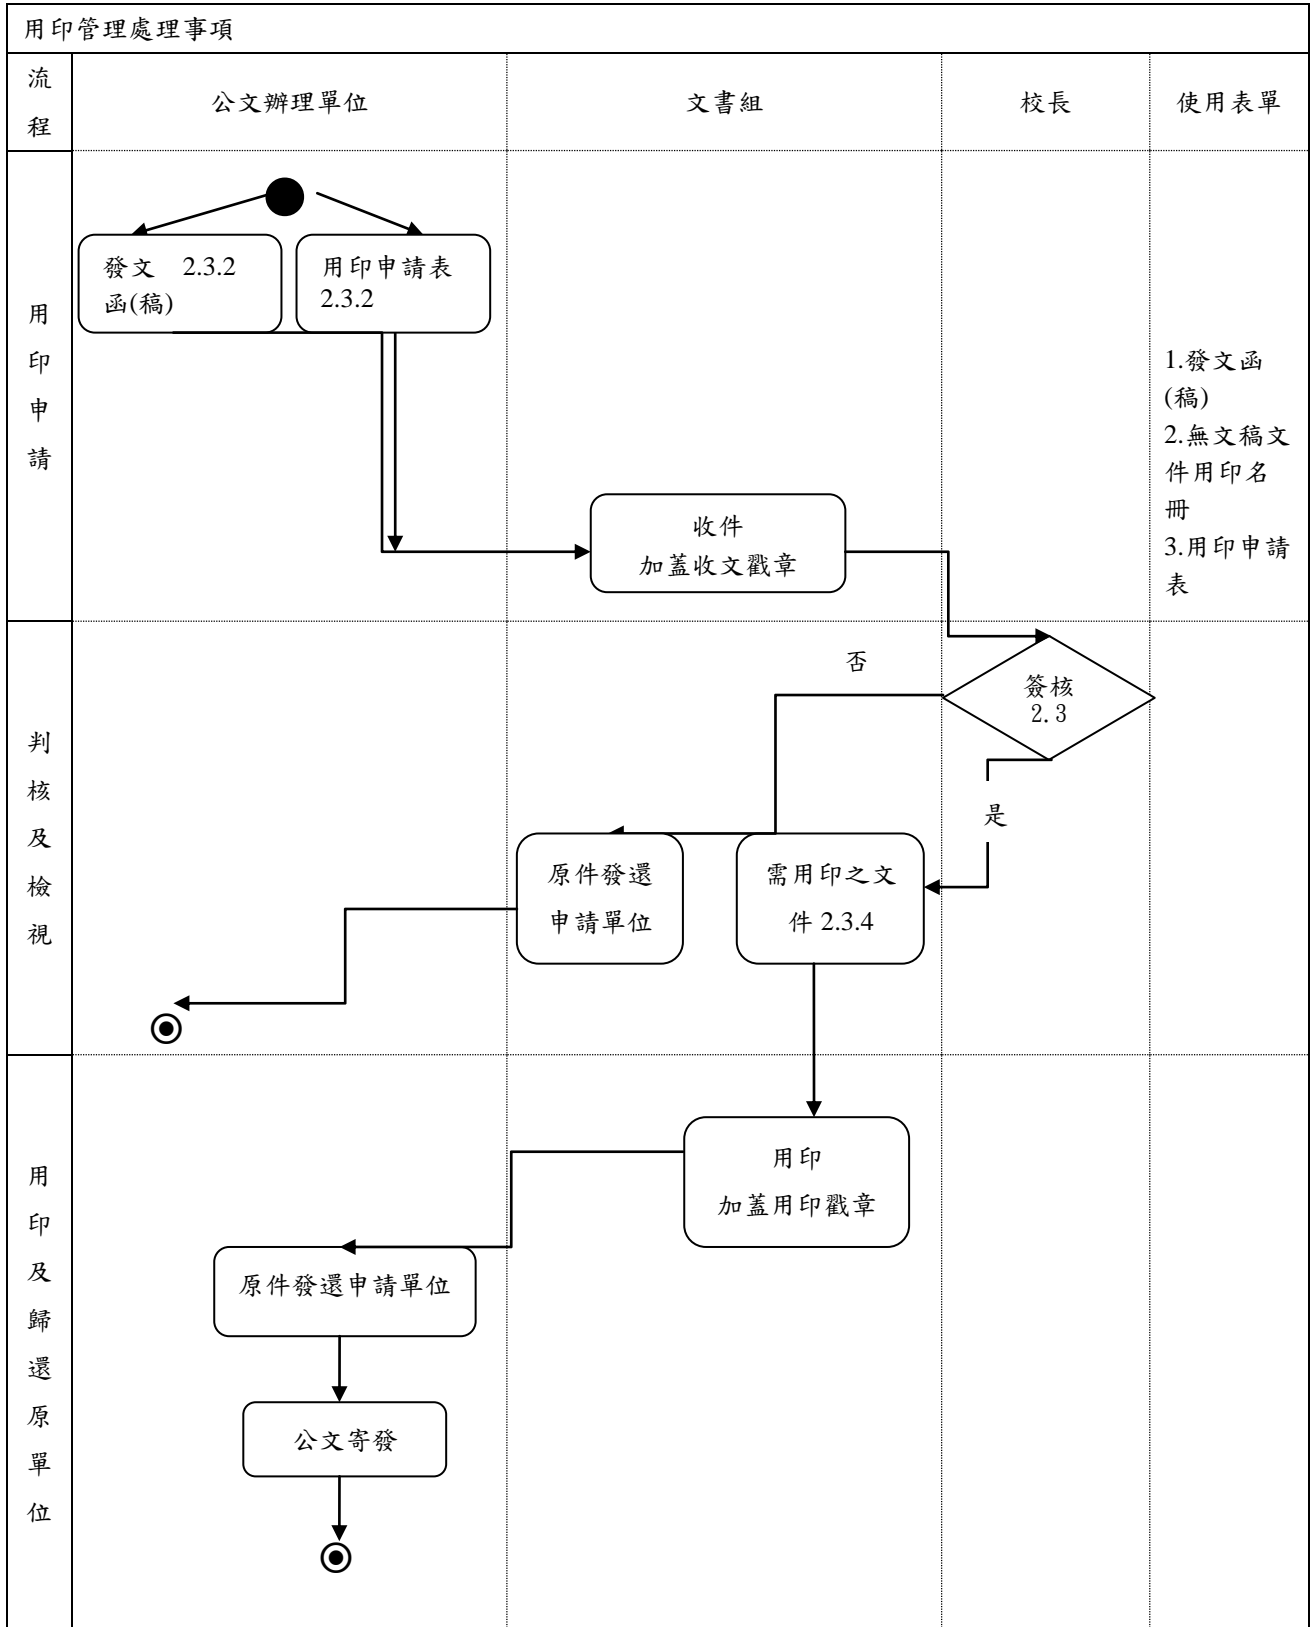 用印管理處理事項
流
程
公文辦理單位
文書組
校長
使用表單
用
印
申
請
發文 2.3.2
函(稿)
用印申請表
2.3.2
收件
加蓋收文戳章
1.發文函
(稿)
2.無文稿文
件用印名
冊
3.用印申請
表
判
核
及
檢
視
否
簽核
2.3
是
原件發還
申請單位
需用印之文
件 2.3.4
用
印
及
歸
還
原
單
位
用印
加蓋用印戳章
原件發還申請單位
公文寄發